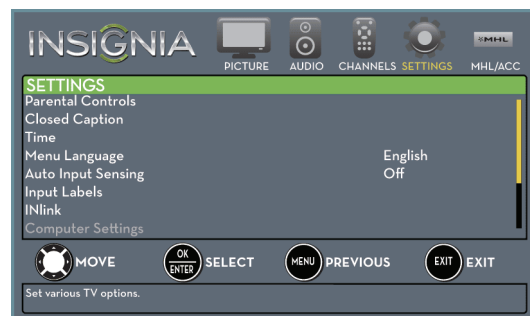 INSIGNIA
PICTURE AUDIO CHANNELS SETTINGS MHL/ACC
MHL
SETTINGS
Parental Controls
Closed Caption
Time
Menu Language English
Auto Input Sensing Off
Input Labels
INlink
Computer Settings
MOVE OK ENTER SELECT MENU PREVIOUS EXIT EXIT
Set various TV options.